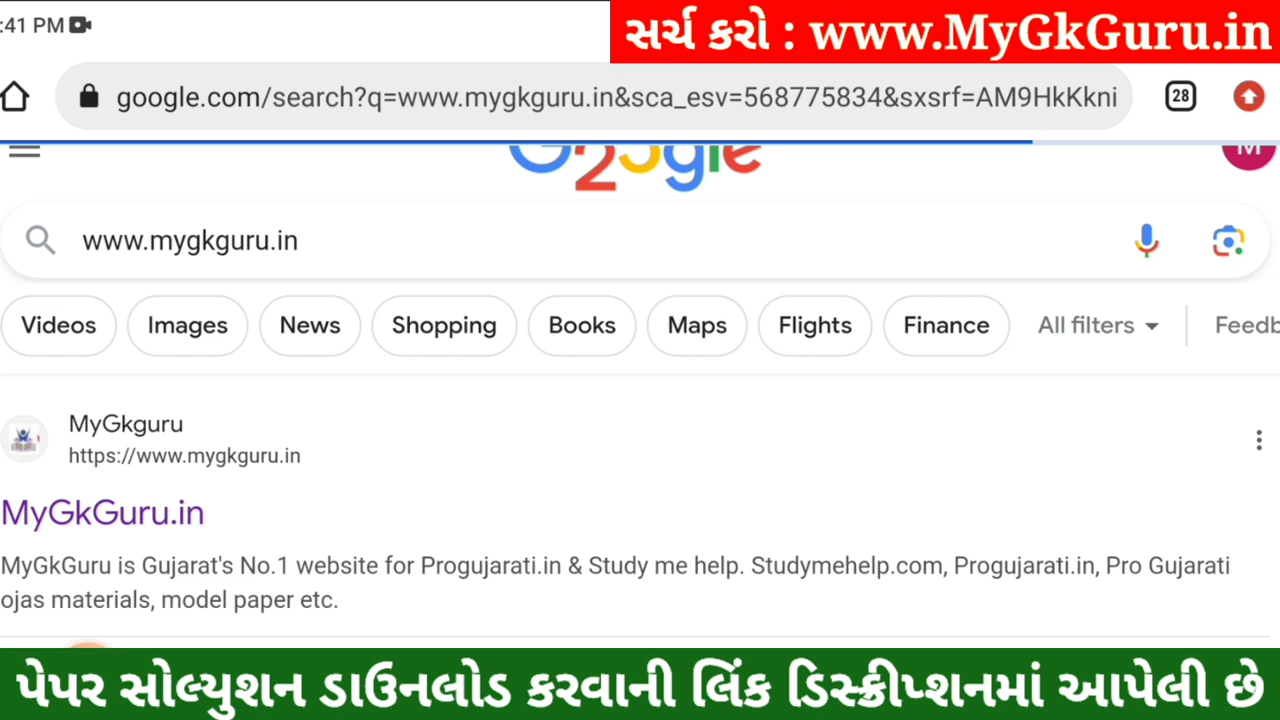 :41 PM
સર્ચ કરો : www.MyGkGuru.in
google.com/search?q=www.mygkguru.in&sca_esv=568775834&sxsrf=AM9HkKkni
28
www.mygkguru.in
Videos Images News Shopping Books Maps Flights Finance All filters Feedb
MyGkguru
https://www.mygkguru.in
MyGkGuru.in
MyGkGuru is Gujarat's No.1 website for Progujarati.in & Study me help. Studymehelp.com, Progujarati.in, Pro Gujarati
ojas materials, model paper etc.
પેપર સોલ્યુશન ડાઉનલોડ કરવાની લિંક ડિસ્ક્રીપ્શનમાં આપેલી છે